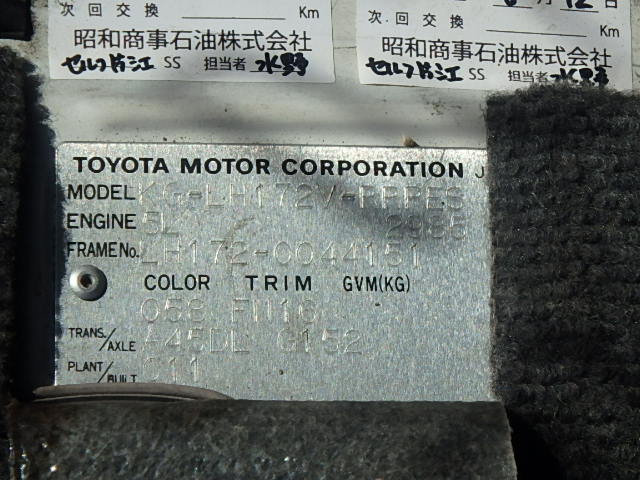 次回交換 Km
昭和商事石油株式会社
セルフ片江 SS 担当者 水野
月12日
次.回交換 Km
昭和商事石油株式会社
セルフ片江 SS 担当者 水野
TOYOTA MOTOR CORPORATION J
MODEL KG-LH172V-RRPES
ENGINE 5L 2985
FRAME No. LH172-0044151
COLOR TRIM GVM(KG)
058 FU16
TRANS./AXLE A45DL G152
PLANT/BUILT